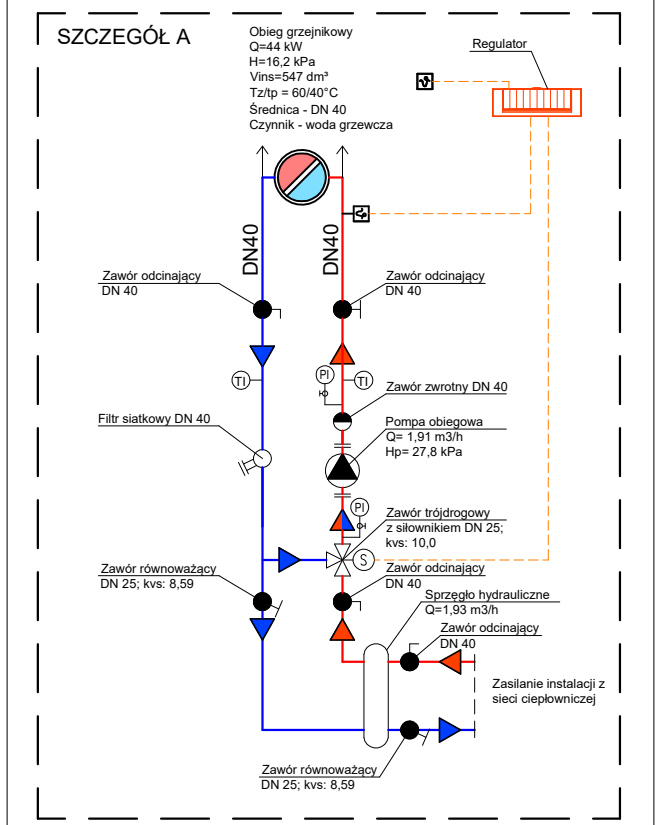 SZCZEGÓŁ A
Obieg grzejnikowy
Q=44 kW
H=16,2 kPa
Vins=547 dm³
Tz/tp = 60/40°C
Średnica - DN 40
Czynnik - woda grzewcza
Regulator
DN40
DN40
Zawór odcinający
DN 40
Zawór odcinający
DN 40
TI
PI
TI
Zawór zwrotny DN 40
Filtr siatkowy DN 40
Pompa obiegowa
Q= 1,91 m3/h
Hp= 27,8 kPa
PI
Zawór trójdrogowy
z siłownikiem DN 25;
kvs: 10,0
S
Zawór równoważący
DN 25; kvs: 8,59
Zawór odcinający
DN 40
Sprzęgło hydrauliczne
Q=1,93 m3/h
Zawór odcinający
DN 40
Zasilanie instalacji z
sieci ciepłowniczej
Zawór równoważący
DN 25; kvs: 8,59